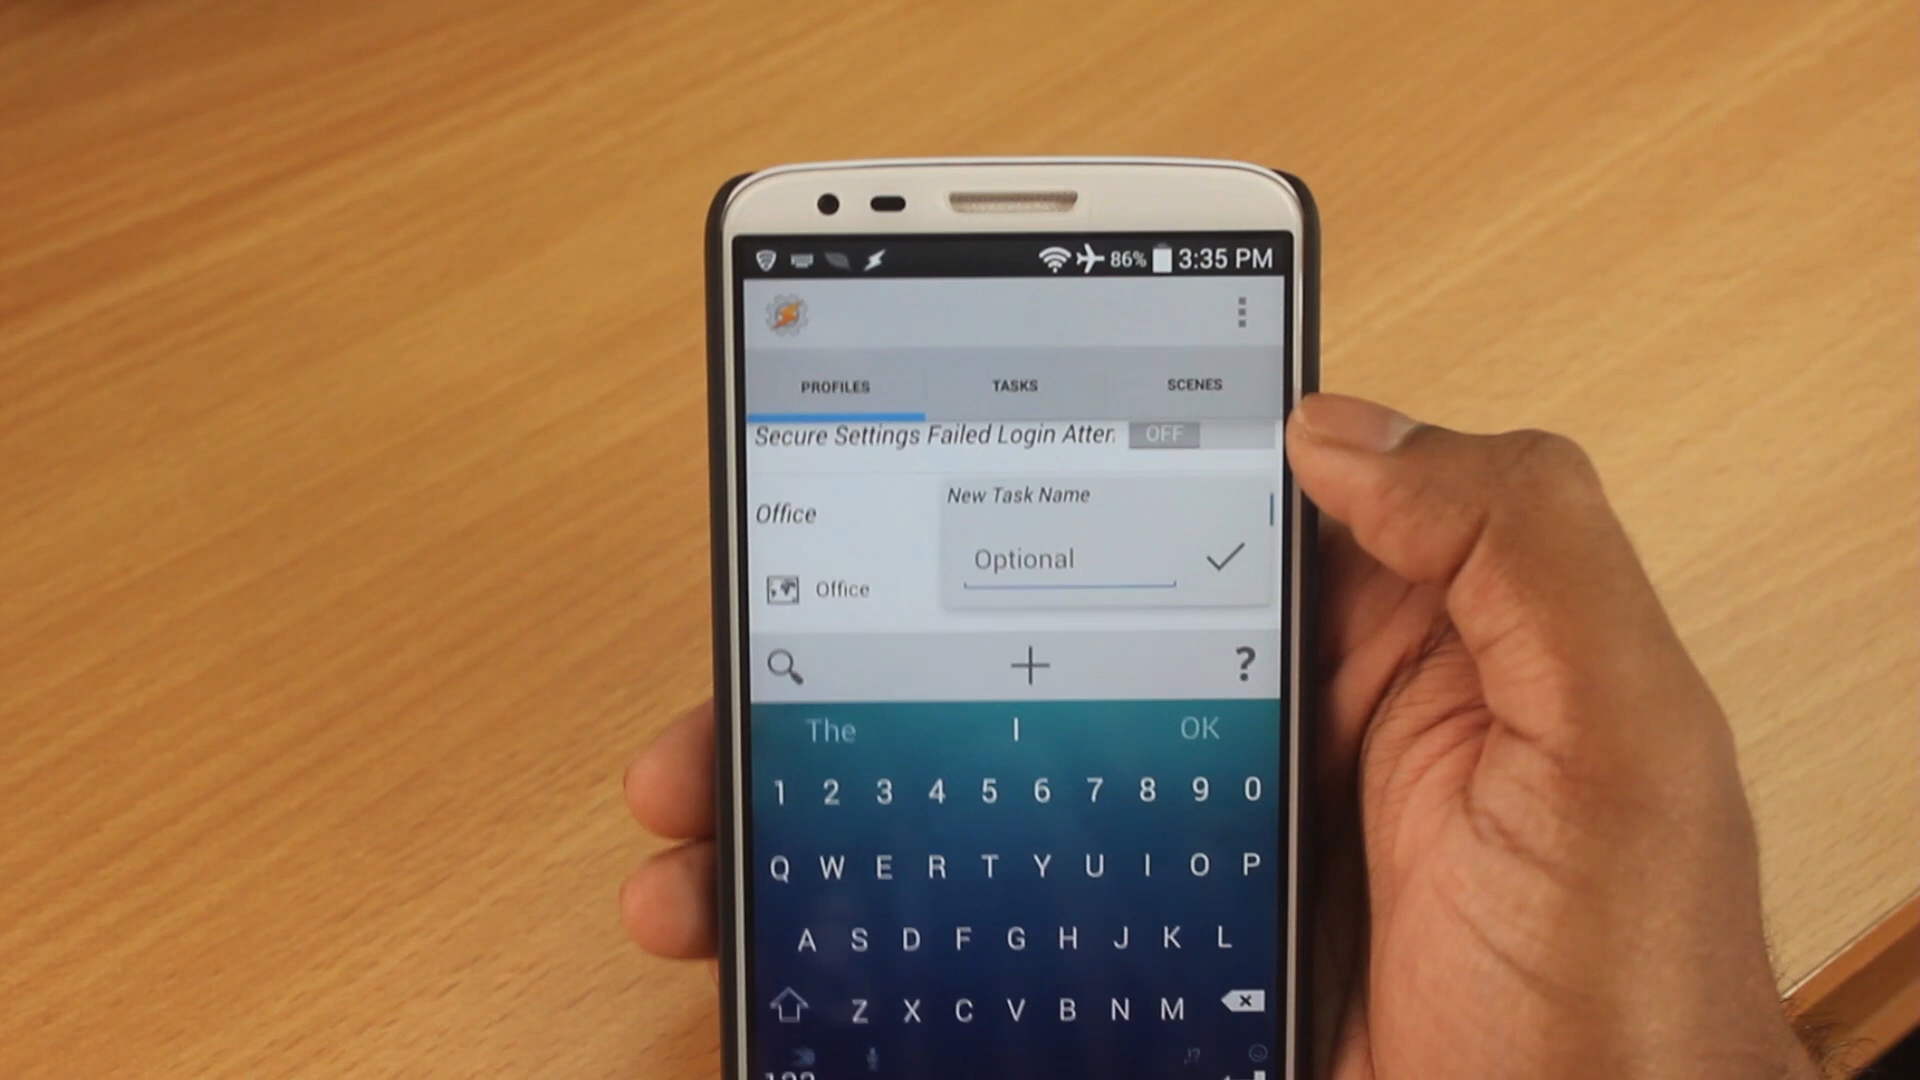 86% 3:35 PM
PROFILES TASKS SCENES
Secure Settings Failed Login Atter OFF
New Task Name
Office
Optional
Office
?
The I OK
1 2 3 4 5 6 7 8 9 0
Q W E R T Y U I O P
A S D F G H J K L
Z X C V B N M
,!?